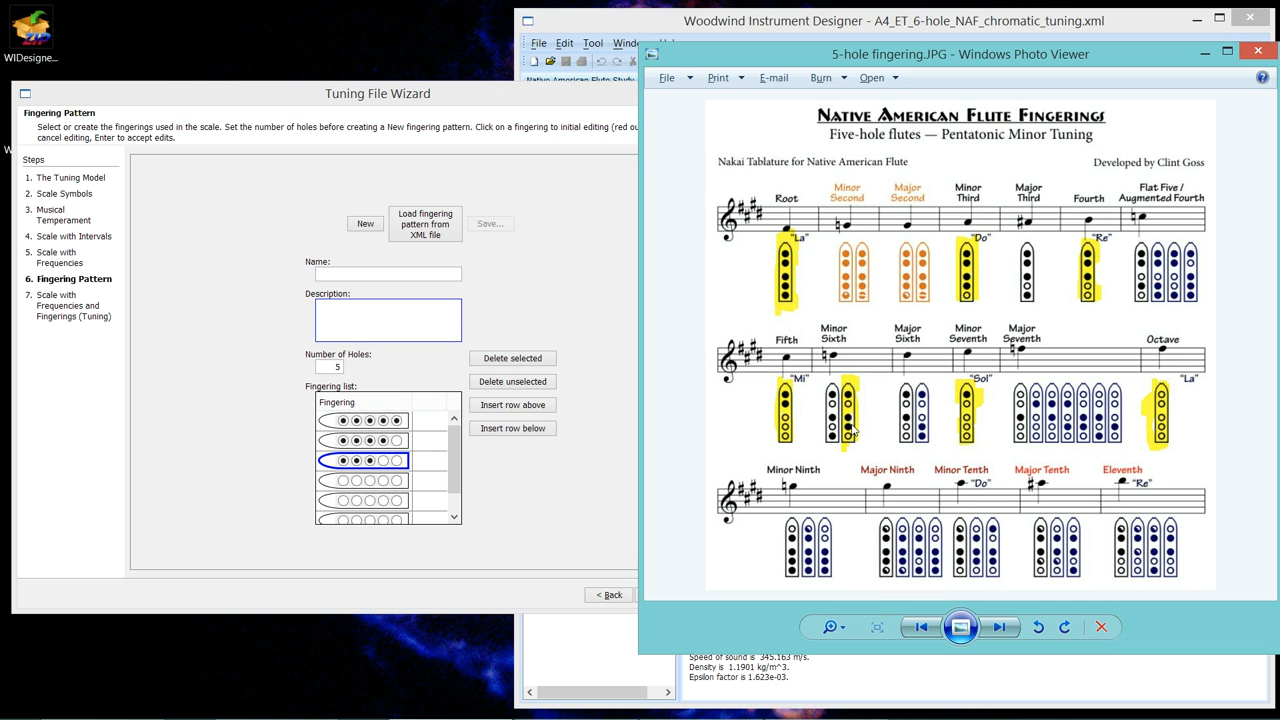 WIDesigne...
Woodwind Instrument Designer - A4_ET_6-hole_NAF_chromatic_tuning.xml
File Edit Tool Windo
Native American Flute Study
Tuning File Wizard
Fingering Pattern
Select or create the fingerings used in the scale. Set the number of holes before creating a New fingering pattern. Click on a fingering to initial editing (red ou
cancel editing, Enter to accept edits.
Steps
1. The Tuning Model
2. Scale Symbols
3. Musical
Temperament
4. Scale with Intervals
5. Scale with
Frequencies
6. Fingering Pattern
7. Scale with
Frequencies and
Fingerings (Tuning)
New
Load fingering
pattern from
XML file
Save...
Name:
Description:
Number of Holes:
5
Delete selected
Delete unselected
Insert row above
Insert row below
Fingering list:
Fingering
< Back
5-hole fingering.JPG - Windows Photo Viewer
File Print E-mail Burn Open
Native American Flute Fingerings
Five-hole flutes — Pentatonic Minor Tuning
Nakai Tablature for Native American Flute
Developed by Clint Goss
Root
Minor
Second
Major
Second
Minor
Third
Major
Third
Fourth
Flat Five /
Augmented Fourth
"La"
"Do"
"Re"
Fifth
Minor
Sixth
Major
Sixth
Minor
Seventh
Major
Seventh
Octave
"Mi"
"Sol"
"La"
Minor Ninth
Major Ninth
Minor Tenth
Major Tenth
Eleventh
"Do"
"Re"
Speed of sound is 345.163 m/s.
Density is 1.1901 kg/m^3.
Epsilon factor is 1.623e-03.